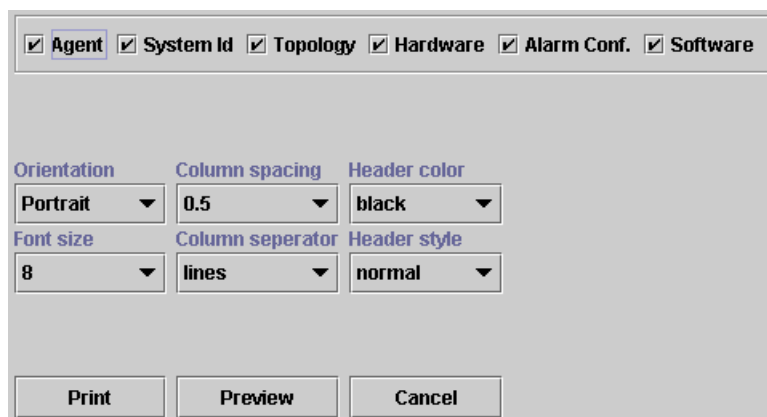 Agent System Id Topology Hardware Alarm Conf. Software
Orientation Column spacing Header color
Portrait 0.5 black
Font size Column seperator Header style
8 lines normal
Print Preview Cancel